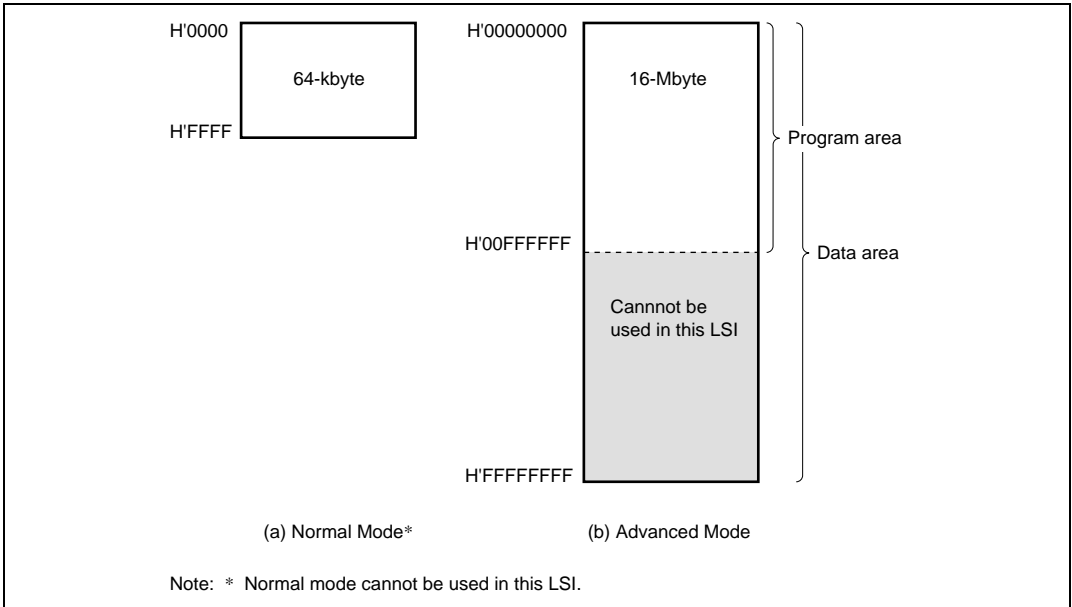 H'0000
64-kbyte
H'FFFF
H'00000000
16-Mbyte
Program area
H'00FFFFFF
Data area
Cannnot be
used in this LSI
H'FFFFFFFF
(a) Normal Mode*
(b) Advanced Mode
Note: * Normal mode cannot be used in this LSI.